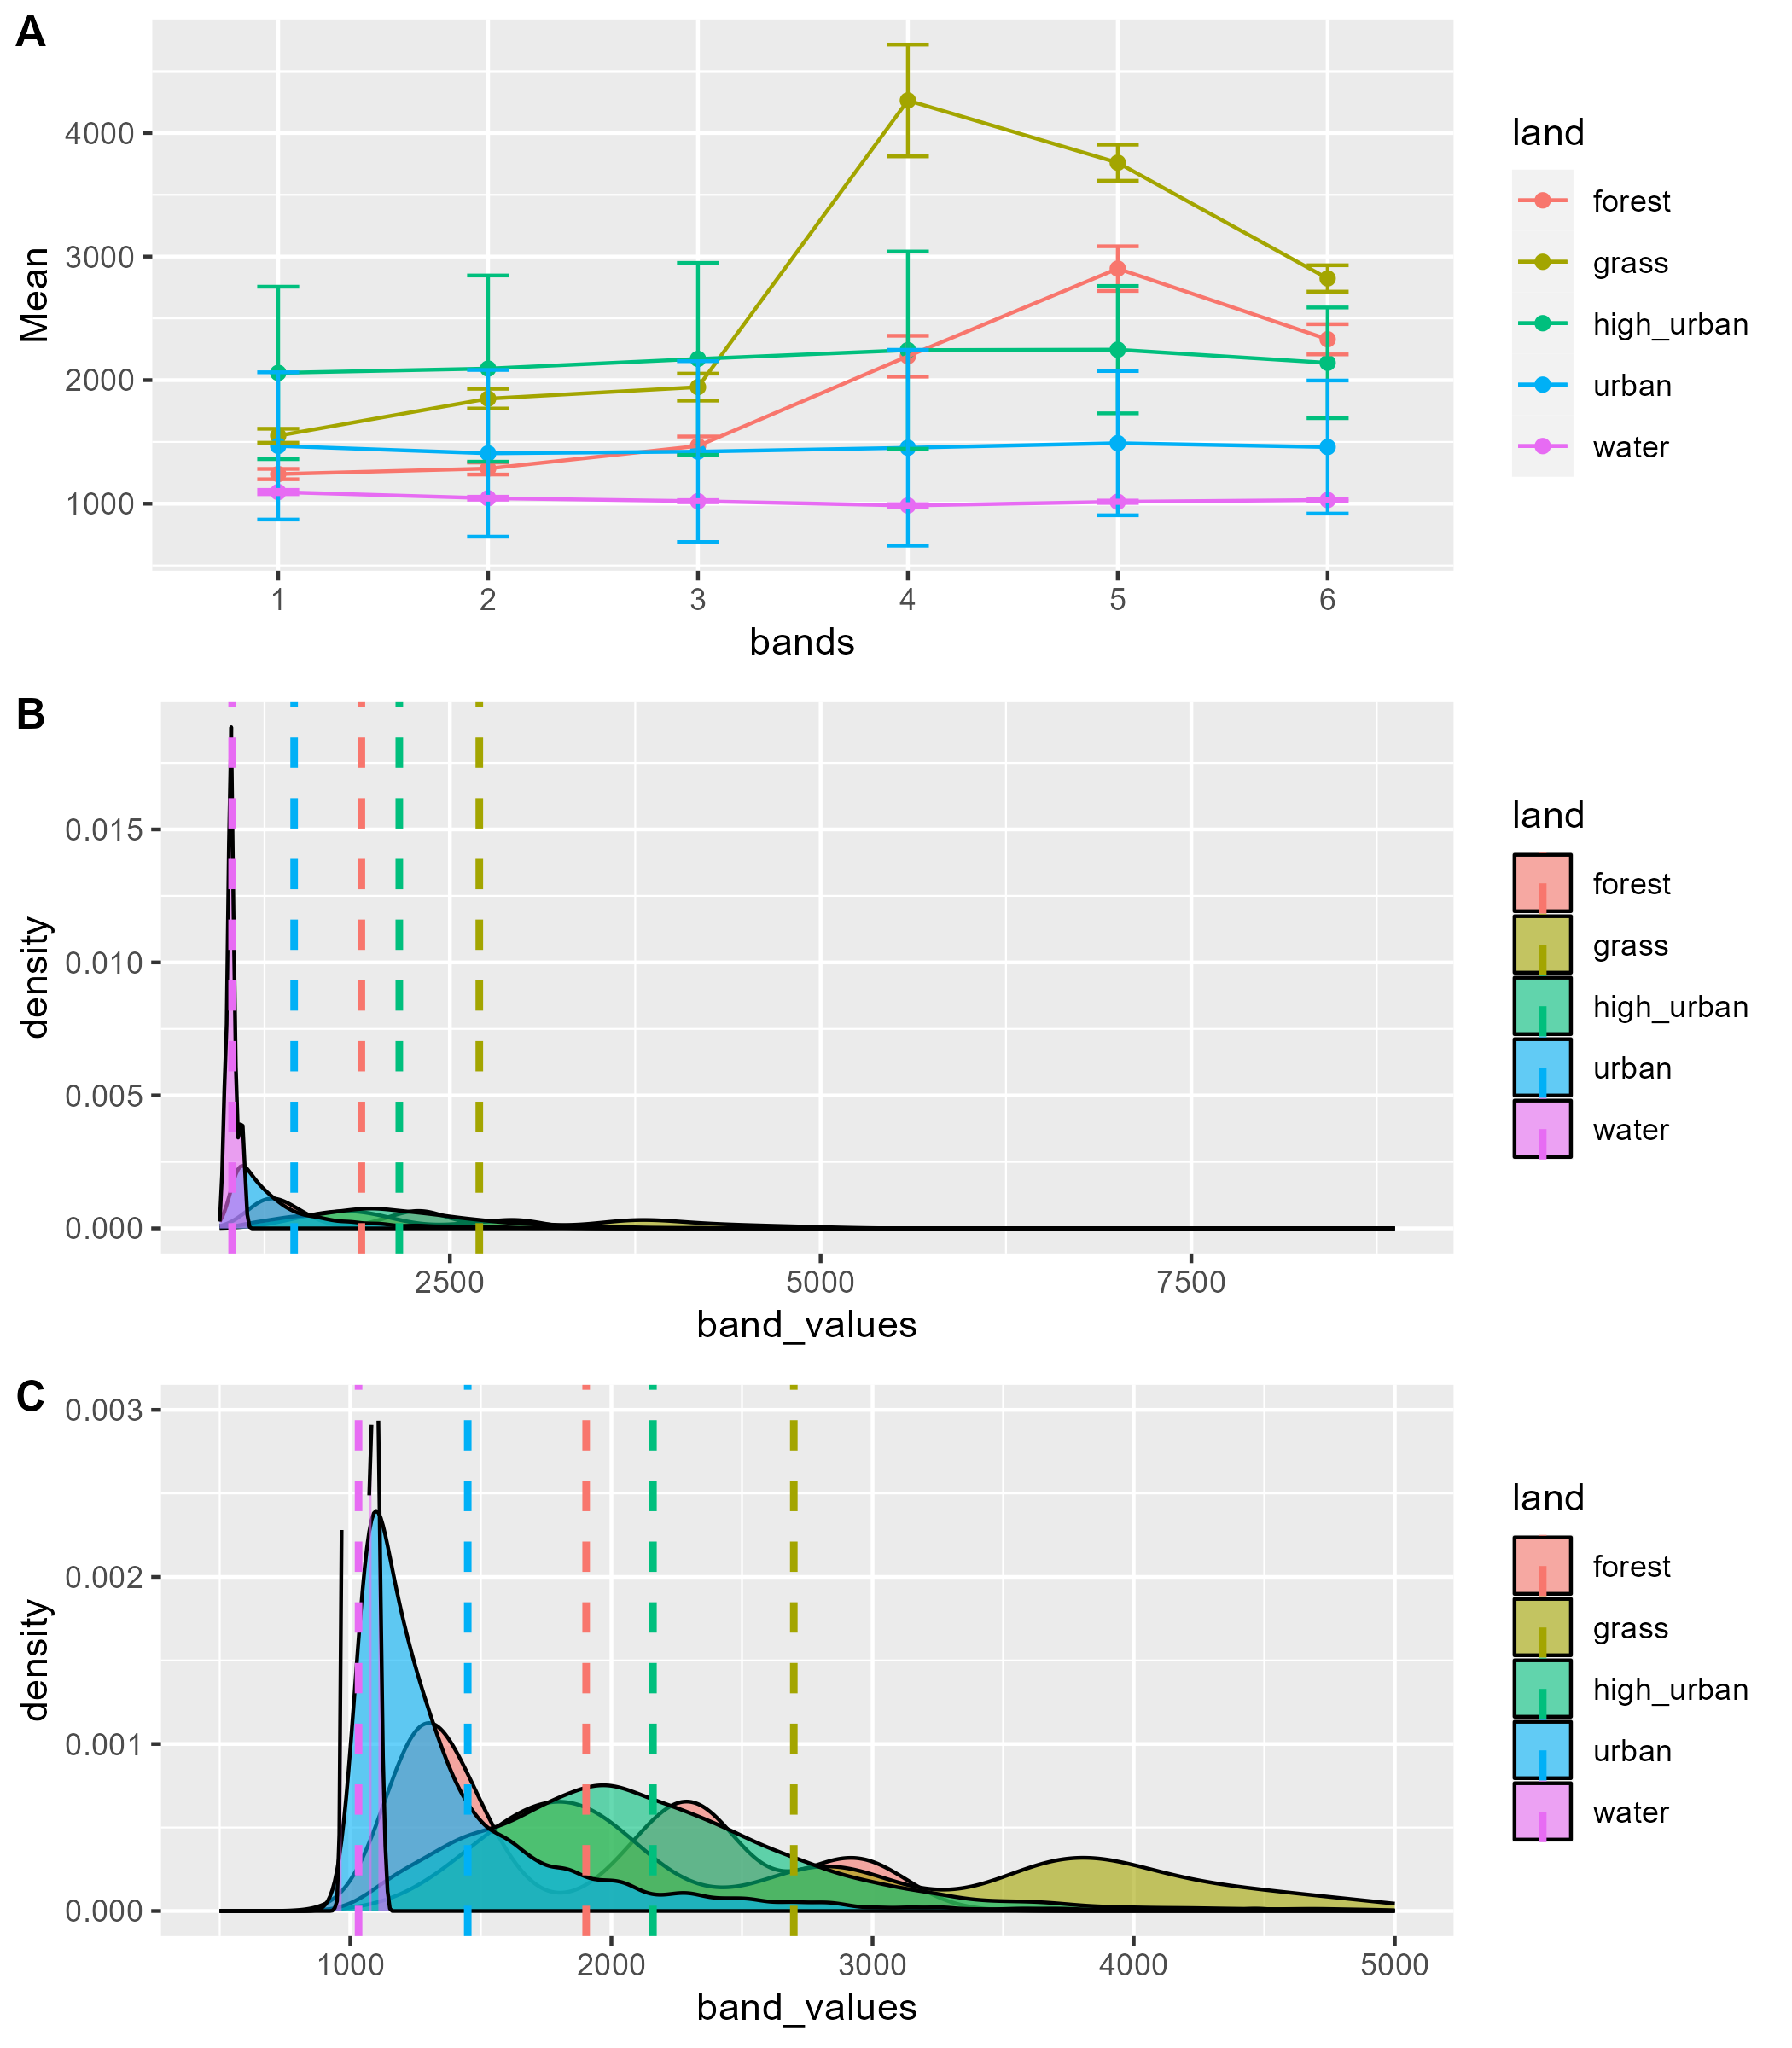 A
4000
3000
2000
1000
Mean
1 2 3 4 5 6
bands
land
forest
grass
high_urban
urban
water
B
0.015
0.010
0.005
0.000
density
2500 5000 7500
band_values
land
forest
grass
high_urban
urban
water
C
0.003
0.002
0.001
0.000
density
1000 2000 3000 4000 5000
band_values
land
forest
grass
high_urban
urban
water